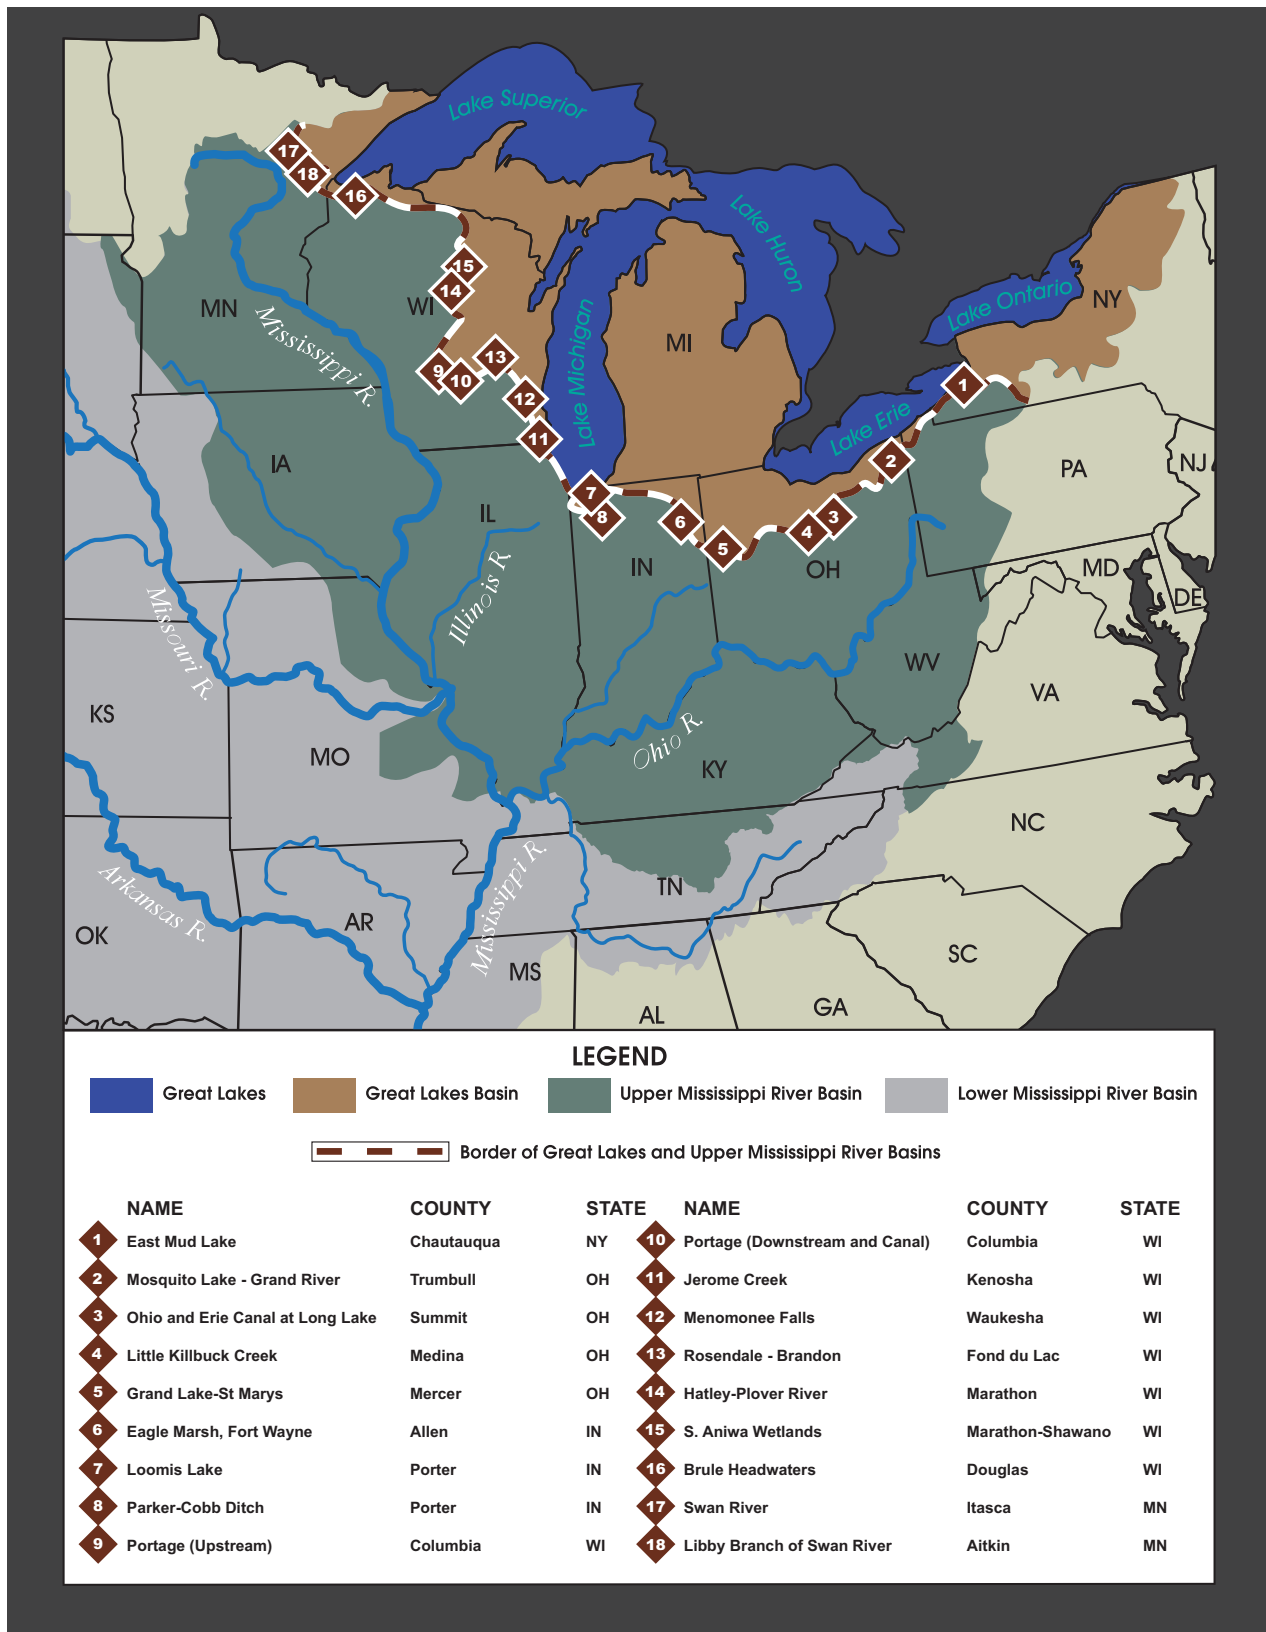 Lake Superior
17
18
16
Lake Huron
15
14
MN
WI
Mississippi R.
Lake Michigan
MI
Lake Ontario
NY
9
10
13
12
11
1
Lake Erie
2
IA
PA
NJ
7
8
6
5
4
3
IL
IN
OH
MD
DE
Illinois R
Missouri R.
WV
VA
KS
MO
Ohio R.
KY
NC
Arkansas R.
Mississippi R.
TN
AR
OK
MS
SC
AL
GA
LEGEND
Great Lakes Great Lakes Basin Upper Mississippi River Basin Lower Mississippi River Basin
Border of Great Lakes and Upper Mississippi River Basins
NAME COUNTY STATE NAME COUNTY STATE
1 East Mud Lake Chautauqua NY 10 Portage (Downstream and Canal) Columbia WI
2 Mosquito Lake - Grand River Trumbull OH 11 Jerome Creek Kenosha WI
3 Ohio and Erie Canal at Long Lake Summit OH 12 Menomonee Falls Waukesha WI
4 Little Killbuck Creek Medina OH 13 Rosendale - Brandon Fond du Lac WI
5 Grand Lake-St Marys Mercer OH 14 Hatley-Plover River Marathon WI
6 Eagle Marsh, Fort Wayne Allen IN 15 S. Aniwa Wetlands Marathon-Shawano WI
7 Loomis Lake Porter IN 16 Brule Headwaters Douglas WI
8 Parker-Cobb Ditch Porter IN 17 Swan River Itasca MN
9 Portage (Upstream) Columbia WI 18 Libby Branch of Swan River Aitkin MN